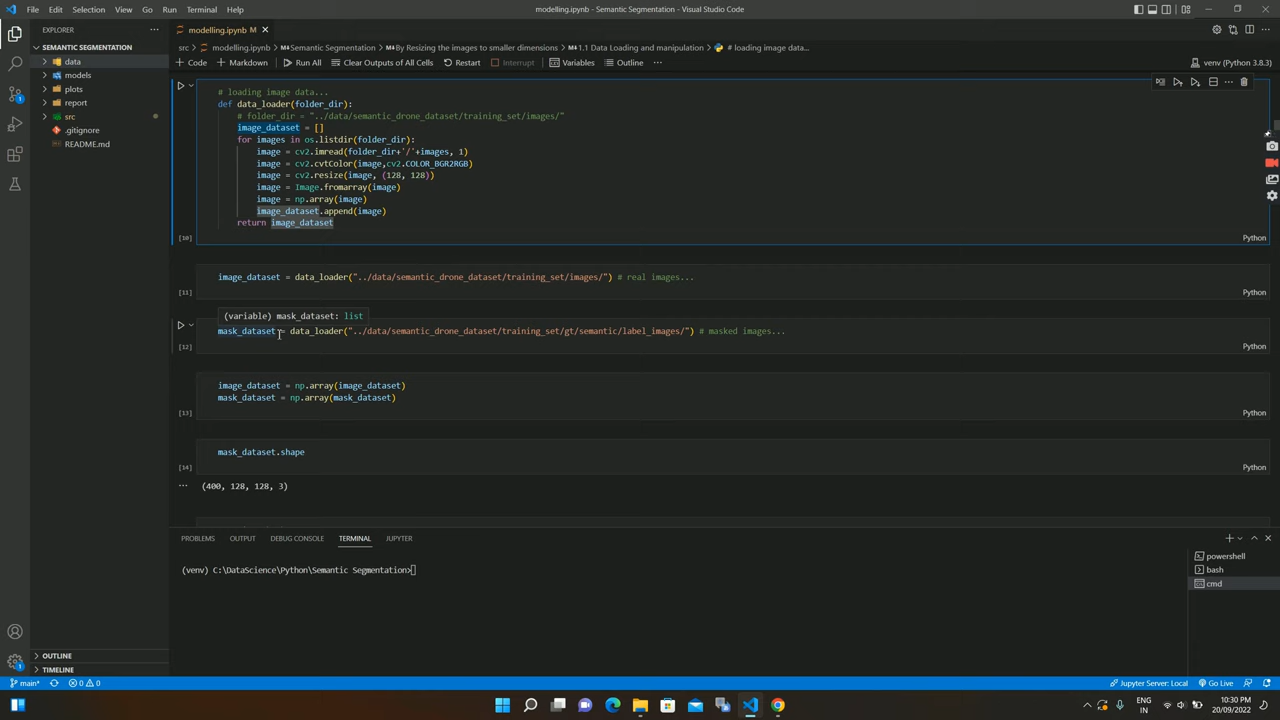 File Edit Selection View Go Run Terminal Help
modelling.ipynb - Semantic Segmentation - Visual Studio Code
EXPLORER
SEMANTIC SEGMENTATION
data
models
plots
report
src
.gitignore
README.md
OUTLINE
TIMELINE
modelling.ipynb M
src > modelling.ipynb > Semantic Segmentation > By Resizing the images to smaller dimensions > 1.1 Data Loading and manipulation > # loading image data...
+ Code + Markdown Run All Clear Outputs of All Cells Restart Interrupt Variables Outline ... venv (Python 3.8.3)
# loading image data...
def data_loader(folder_dir):
# folder_dir = "../data/semantic_drone_dataset/training_set/images/"
image_dataset = []
for images in os.listdir(folder_dir):
image = cv2.imread(folder_dir+'/'+images, 1)
image = cv2.cvtColor(image,cv2.COLOR_BGR2RGB)
image = cv2.resize(image, (128, 128))
image = Image.fromarray(image)
image = np.array(image)
image_dataset.append(image)
return image_dataset
[10] Python
image_dataset = data_loader("../data/semantic_drone_dataset/training_set/images/") # real images...
[11] Python
(variable) mask_dataset: list
mask_dataset = data_loader("../data/semantic_drone_dataset/training_set/gt/semantic/label_images/") # masked images...
[12] Python
image_dataset = np.array(image_dataset)
mask_dataset = np.array(mask_dataset)
[13] Python
mask_dataset.shape
[14] Python
... (400, 128, 128, 3)
PROBLEMS OUTPUT DEBUG CONSOLE TERMINAL JUPYTER
(venv) C:\DataScience\Python\Semantic Segmentation>
powershell
bash
cmd
main* 0 0 Jupyter Server: Local Go Live
ENG
IN
10:30 PM
20/09/2022